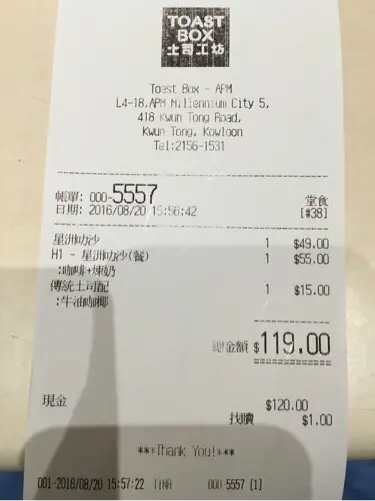 TOAST
BOX
土司工坊
Toast Box - APM
L4-18,APM Millennium City 5,
418 Kwun Tong Road,
Kwun Tong, Kowloon
Tel:2156-1531
帳單: 000-5557 堂食
日期: 2016/08/20 15:56:42 [#38]
星洲叻沙 1 $49.00
H1 - 星洲叻沙(餐) 1 $55.00
:咖啡+煉奶
傳統土司配 1 $15.00
:牛油咖椰
總金額 $119.00
現金 $120.00
找贖 $1.00
***Thank You!***
001-2016/08/20 15:57:22 TINA 000-5557 [1]